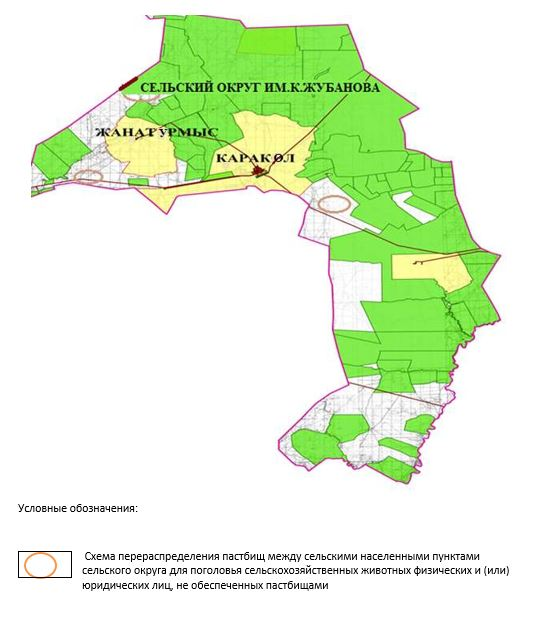 СЕЛЬСКИЙ ОКРУГ ИМ.К.ЖУБАНОВА
ЖАНАТУРМЫС
КАРАКОЛ
Условные обозначения:
Схема перераспределения пастбищ между сельскими населенными пунктами
сельского округа для поголовья сельскохозяйственных животных физических и (или)
юридических лиц, не обеспеченных пастбищами